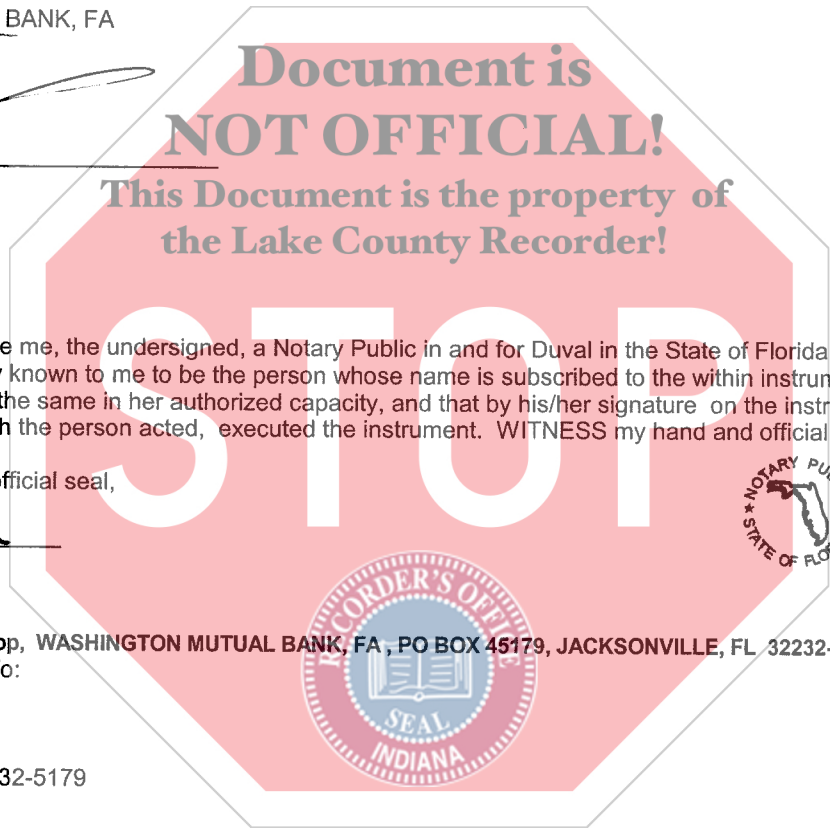 BANK, FA
Document is
NOT OFFICIAL!
This Document is the property of
the Lake County Recorder!
STOP
e me, the undersigned, a Notary Public in and for Duval in the State of Florida
known to me to be the person whose name is subscribed to the within instrum
the same in her authorized capacity, and that by his/her signature on the instr
h the person acted, executed the instrument. WITNESS my hand and official
official seal,
NOTARY PU
★ STATE OF FLO
RECORDER'S OFFICE
op, WASHINGTON MUTUAL BANK, FA , PO BOX 45179, JACKSONVILLE, FL 32232-
o:
SEAL
INDIANA
32-5179